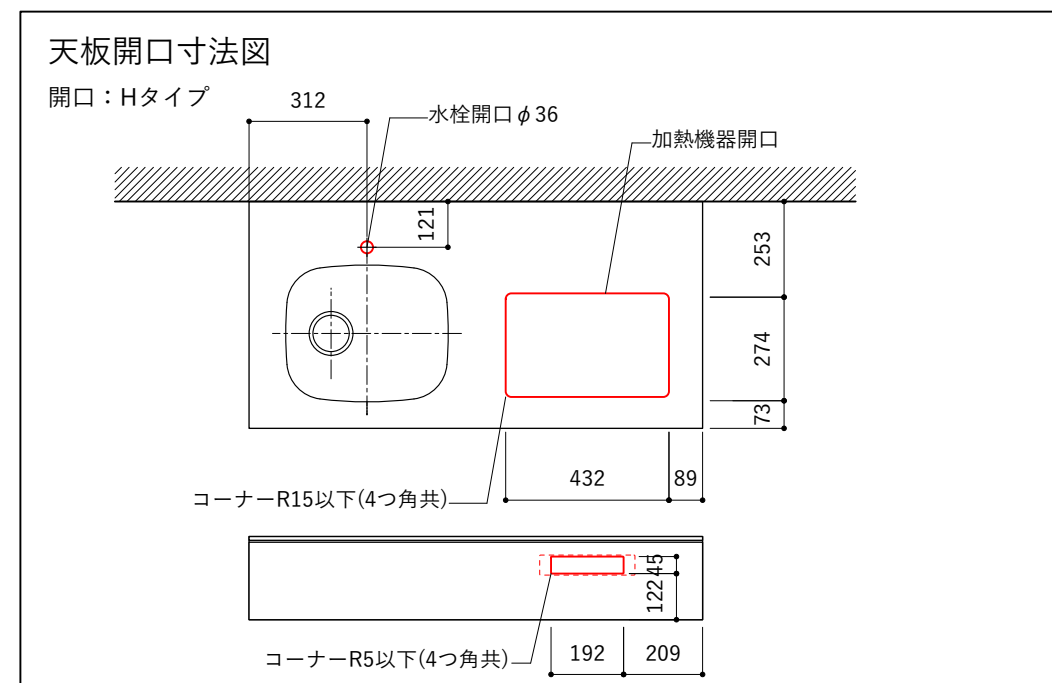 天板開口寸法図
開口：Hタイプ
312
水栓開口φ36
加熱機器開口
121
253
274
73
432
89
コーナーR15以下(4つ角共)
45
122
コーナーR5以下(4つ角共)
192
209